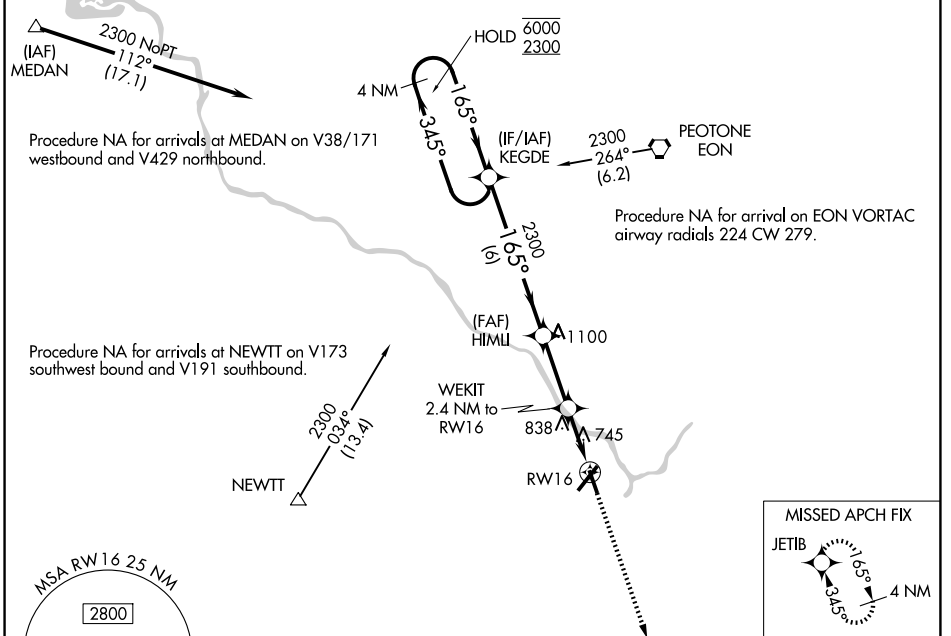 (IAF)
MEDAN
2300 NoPT
112°
(17.1)
HOLD 6000
2300
4 NM
165°
345°
(IF/IAF)
KEGDE
2300
264°
(6.2)
PEOTONE
EON
Procedure NA for arrivals at MEDAN on V38/171
westbound and V429 northbound.
Procedure NA for arrival on EON VORTAC
airway radials 224 CW 279.
2300
165°
(6)
(FAF)
HIMLI
1100
Procedure NA for arrivals at NEWTT on V173
southwest bound and V191 southbound.
WEKIT
2.4 NM to
RW16
838
745
2300
034°
(13.4)
NEWTT
RW16
MISSED APCH FIX
JETIB
165°
345°
4 NM
MSA RW16 25 NM
2800